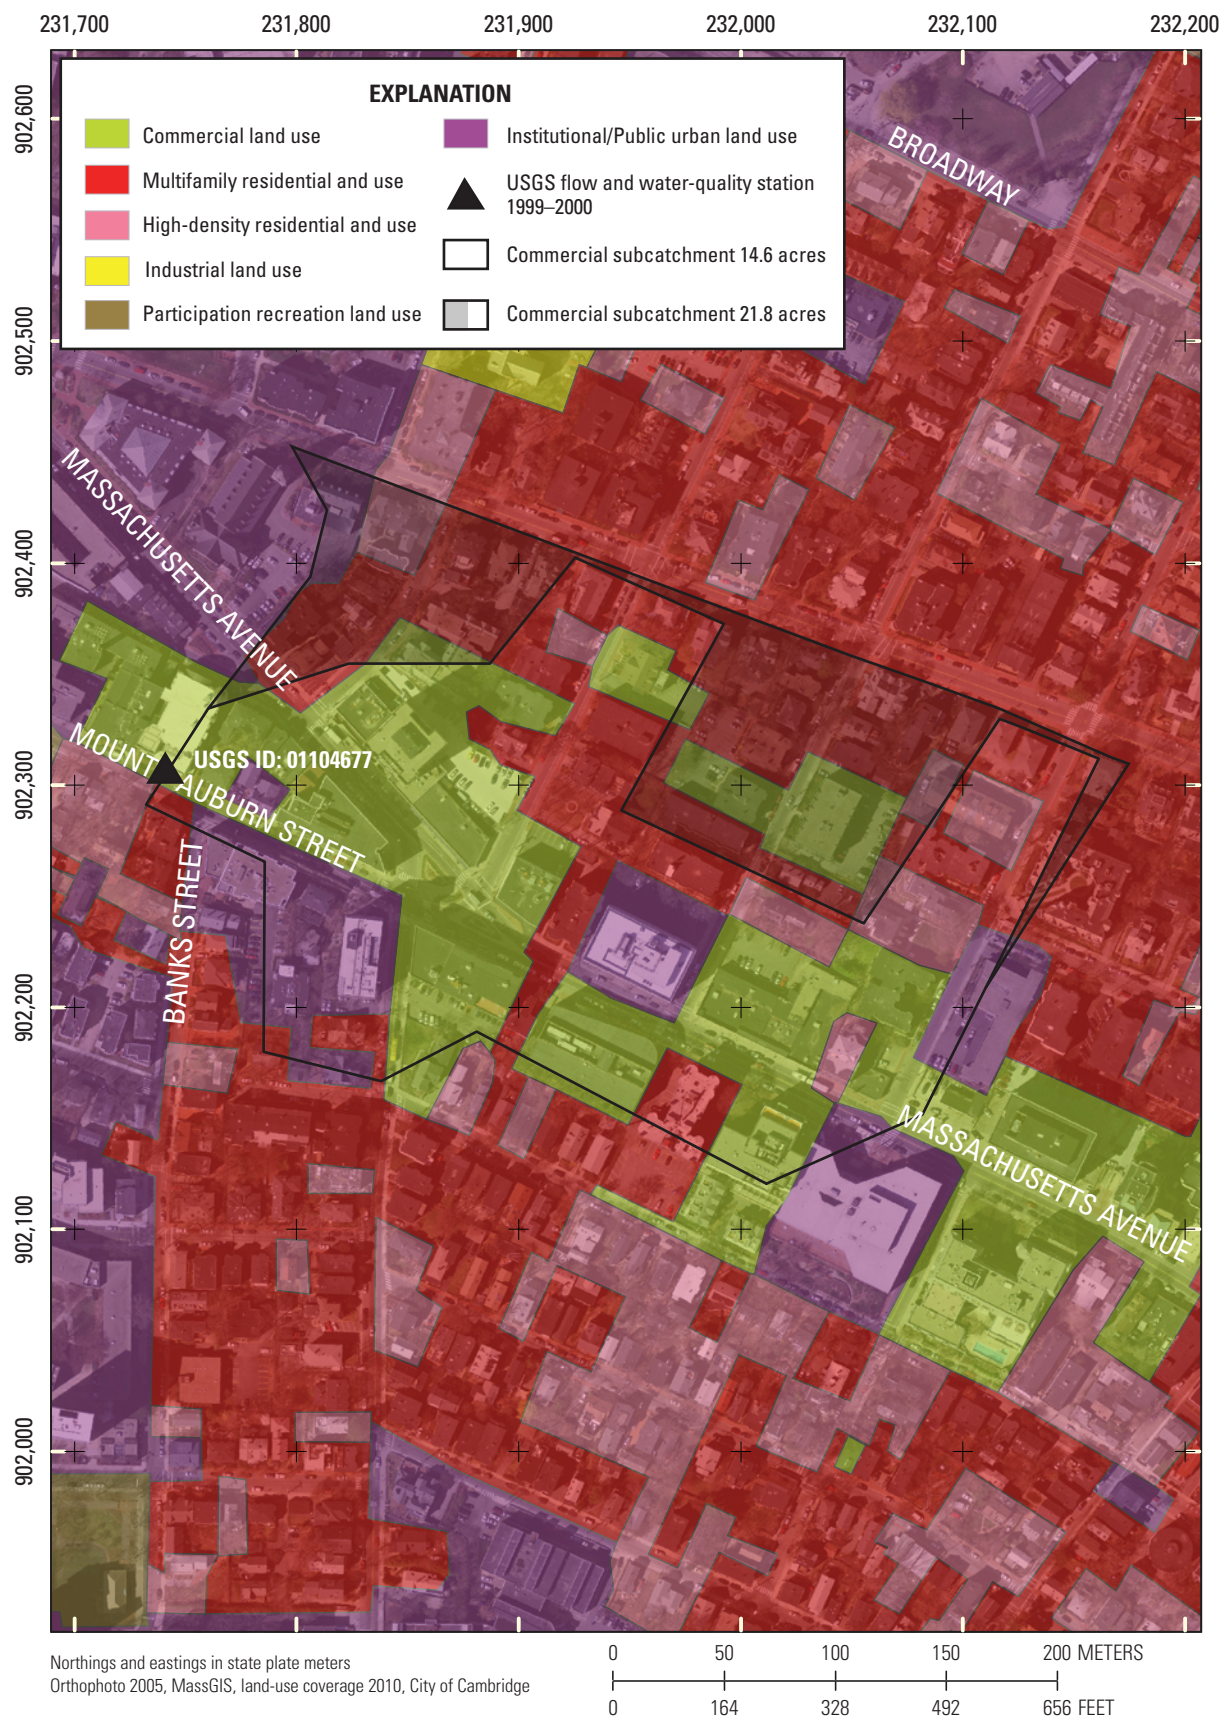 231,700 231,800 231,900 232,000 232,100 232,200
902,600
902,500
902,400
902,300
902,200
902,100
902,000
EXPLANATION
Commercial land use
Multifamily residential and use
High-density residential and use
Industrial land use
Participation recreation land use
Institutional/Public urban land use
USGS flow and water-quality station
1999–2000
Commercial subcatchment 14.6 acres
Commercial subcatchment 21.8 acres
BROADWAY
MASSACHUSETTS AVENUE
USGS ID: 01104677
MOUNT AUBURN STREET
BANKS STREET
MASSACHUSETTS AVENUE
Northings and eastings in state plate meters
Orthophoto 2005, MassGIS, land-use coverage 2010, City of Cambridge
0 50 100 150 200 METERS
0 164 328 492 656 FEET